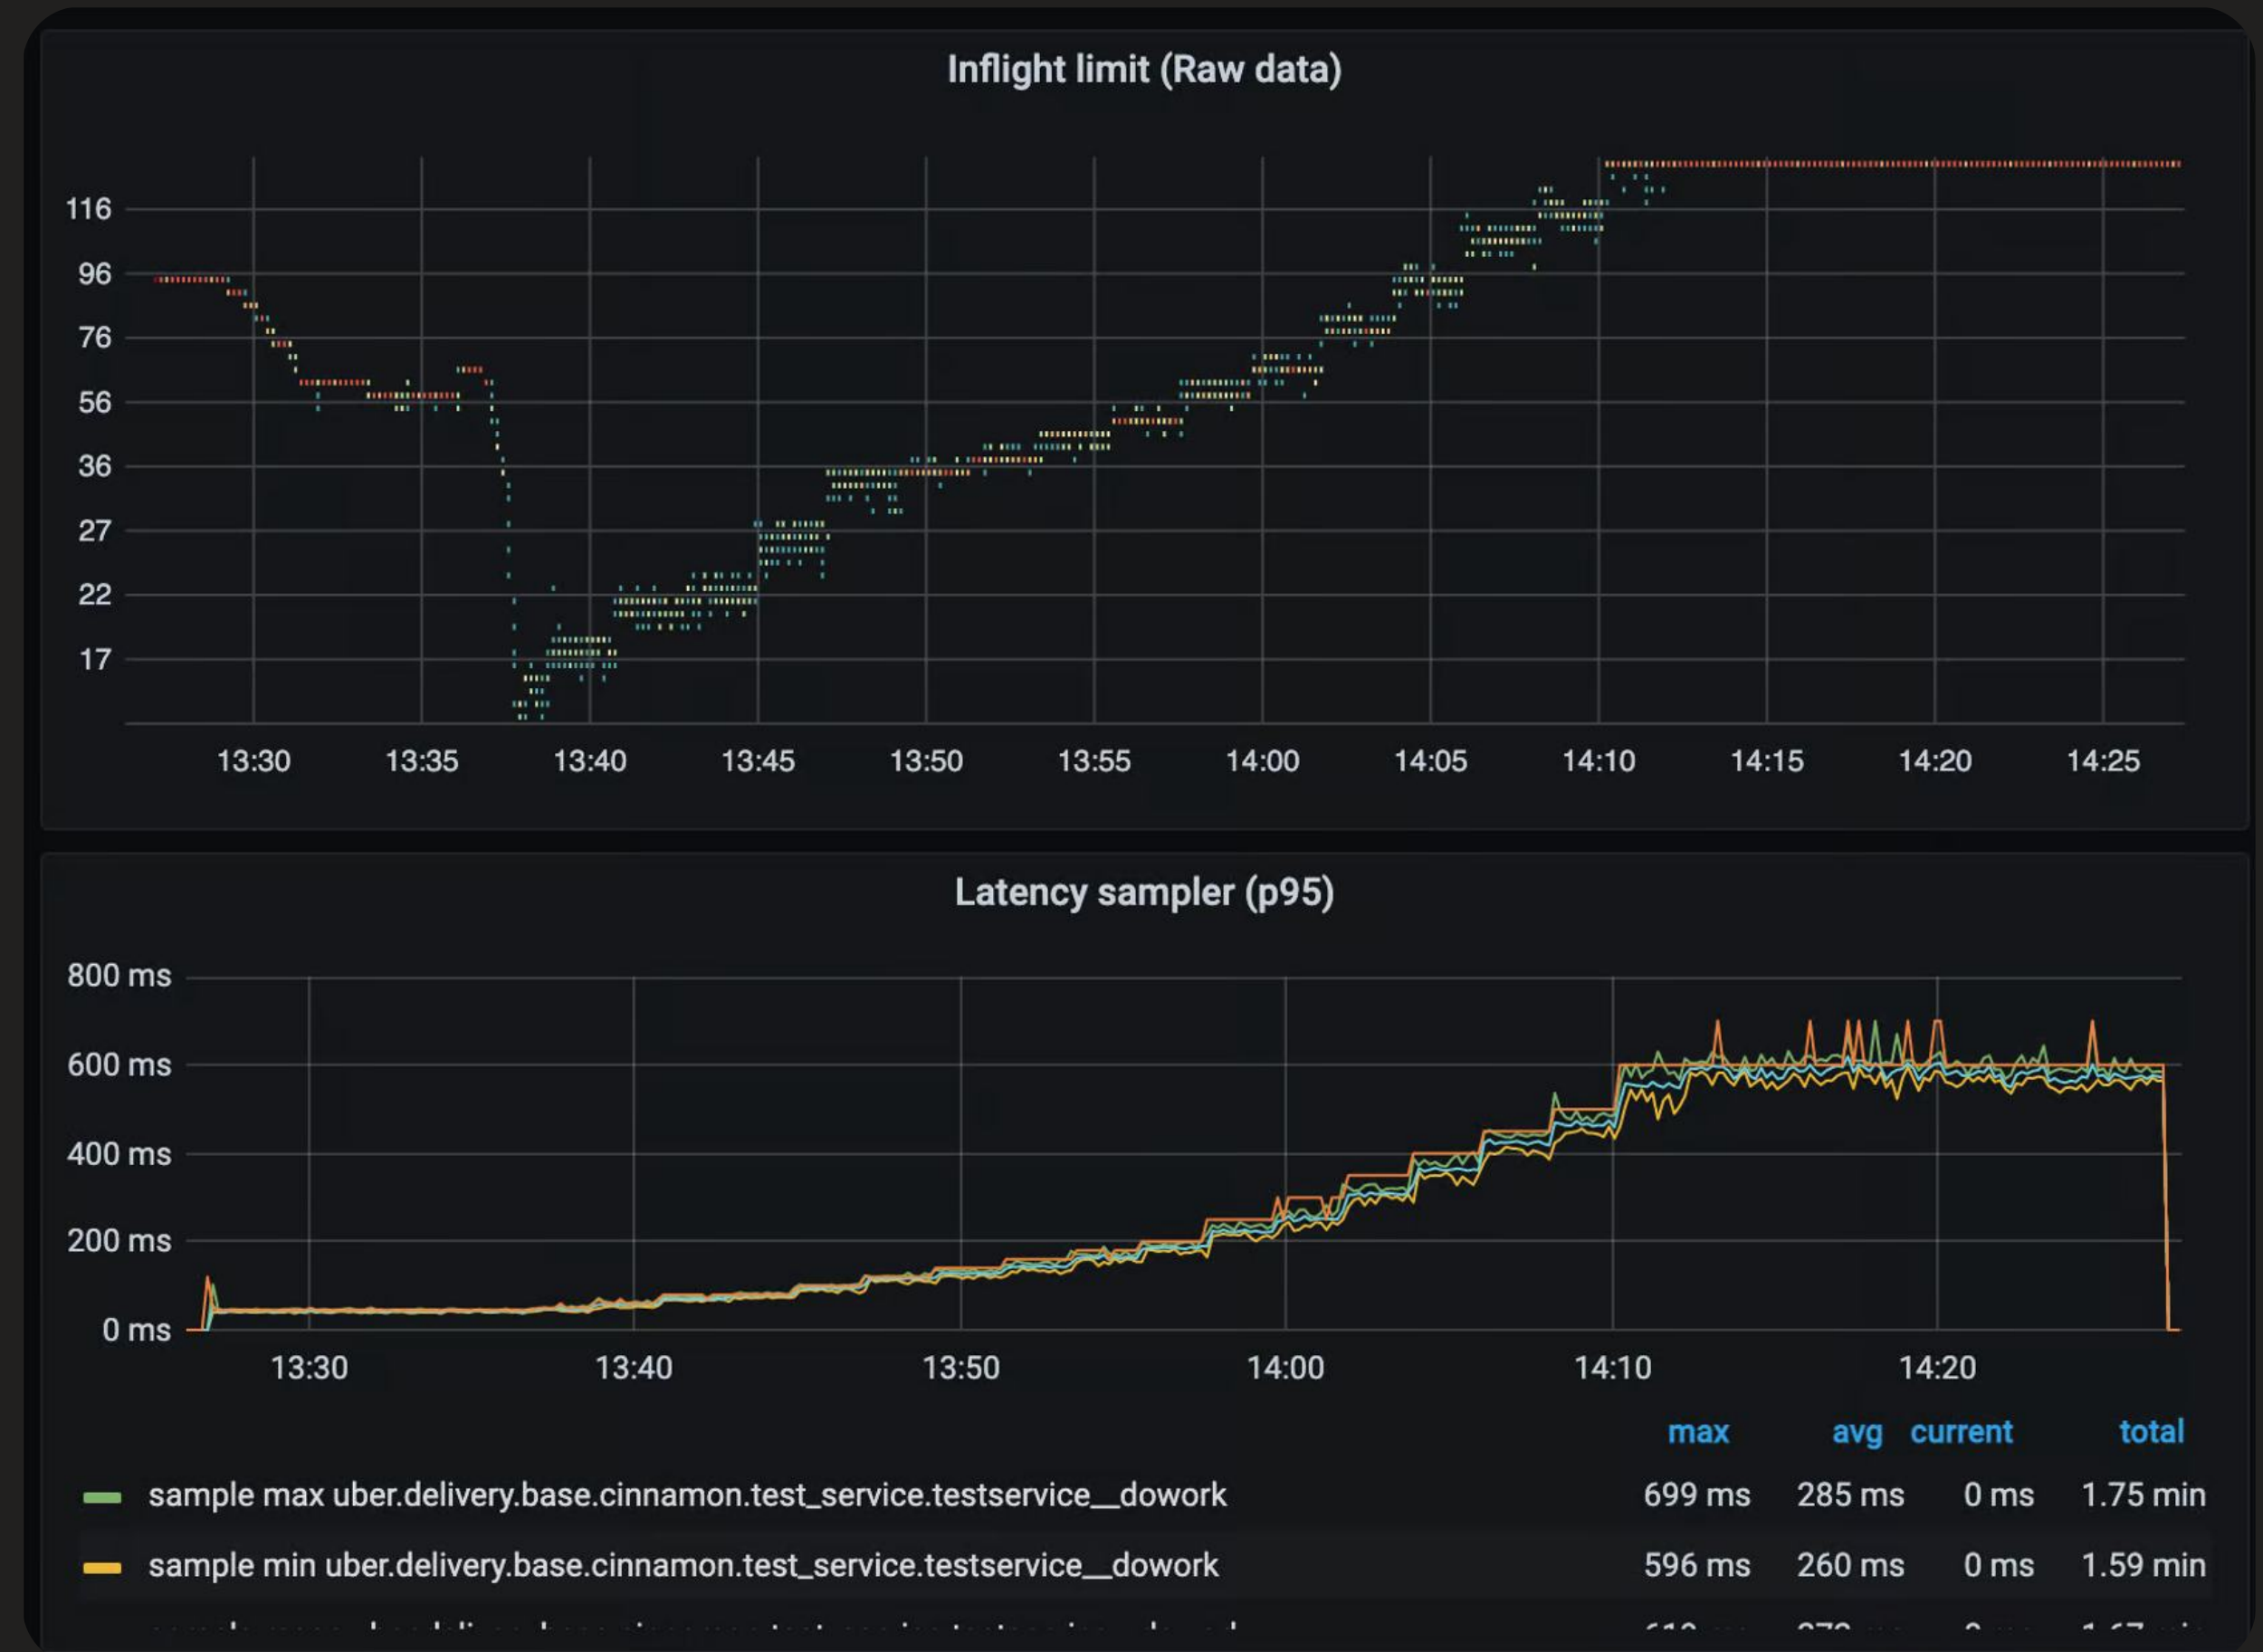 Inflight limit (Raw data)
116
96
76
56
36
27
22
17
13:30 13:35 13:40 13:45 13:50 13:55 14:00 14:05 14:10 14:15 14:20 14:25
Latency sampler (p95)
800 ms
600 ms
400 ms
200 ms
0 ms
13:30 13:40 13:50 14:00 14:10 14:20
max avg current total
sample max uber.delivery.base.cinnamon.test_service.testservice__dowork 699 ms 285 ms 0 ms 1.75 min
sample min uber.delivery.base.cinnamon.test_service.testservice__dowork 596 ms 260 ms 0 ms 1.59 min